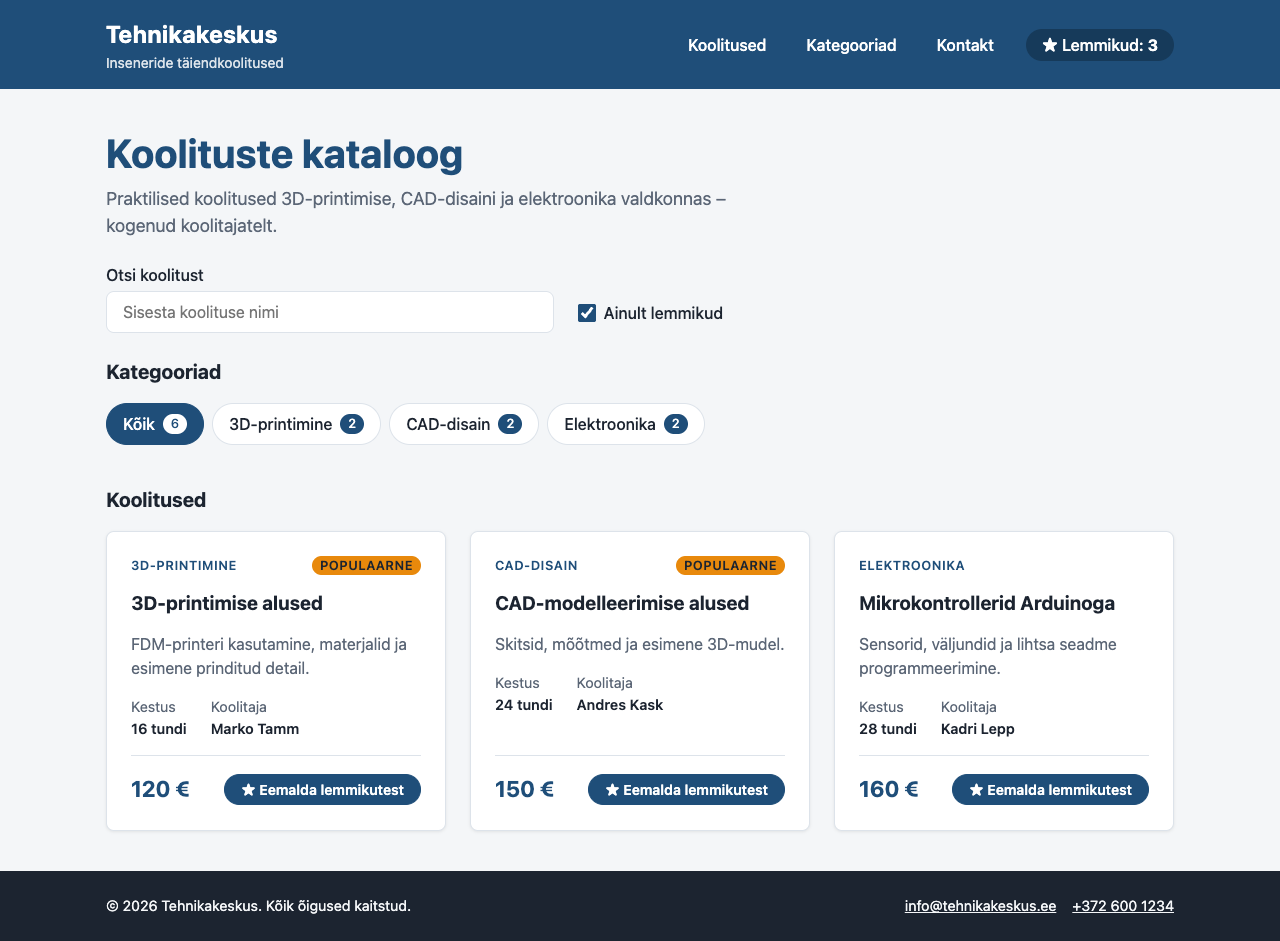 Tehnikakeskus
Inseneride täiendkoolitused
Koolitused
Kategooriad
Kontakt
★ Lemmikud: 3
Koolituste kataloog
Praktilised koolitused 3D-printimise, CAD-disaini ja elektroonika valdkonnas –
kogenud koolitajatelt.
Otsi koolitust
Sisesta koolituse nimi
Ainult lemmikud
Kategooriad
Kõik 6
3D-printimine 2
CAD-disain 2
Elektroonika 2
Koolitused
3D-PRINTIMINE
POPULAARNE
3D-printimise alused
FDM-printeri kasutamine, materjalid ja
esimene prinditud detail.
Kestus
Koolitaja
16 tundi
Marko Tamm
120 €
★ Eemalda lemmikutest
CAD-DISAIN
POPULAARNE
CAD-modelleerimise alused
Skitsid, mõõtmed ja esimene 3D-mudel.
Kestus
Koolitaja
24 tundi
Andres Kask
150 €
★ Eemalda lemmikutest
ELEKTROONIKA
Mikrokontrollerid Arduinoga
Sensorid, väljundid ja lihtsa seadme
programmeerimine.
Kestus
Koolitaja
28 tundi
Kadri Lepp
160 €
★ Eemalda lemmikutest
© 2026 Tehnikakeskus. Kõik õigused kaitstud.
info@tehnikakeskus.ee
+372 600 1234